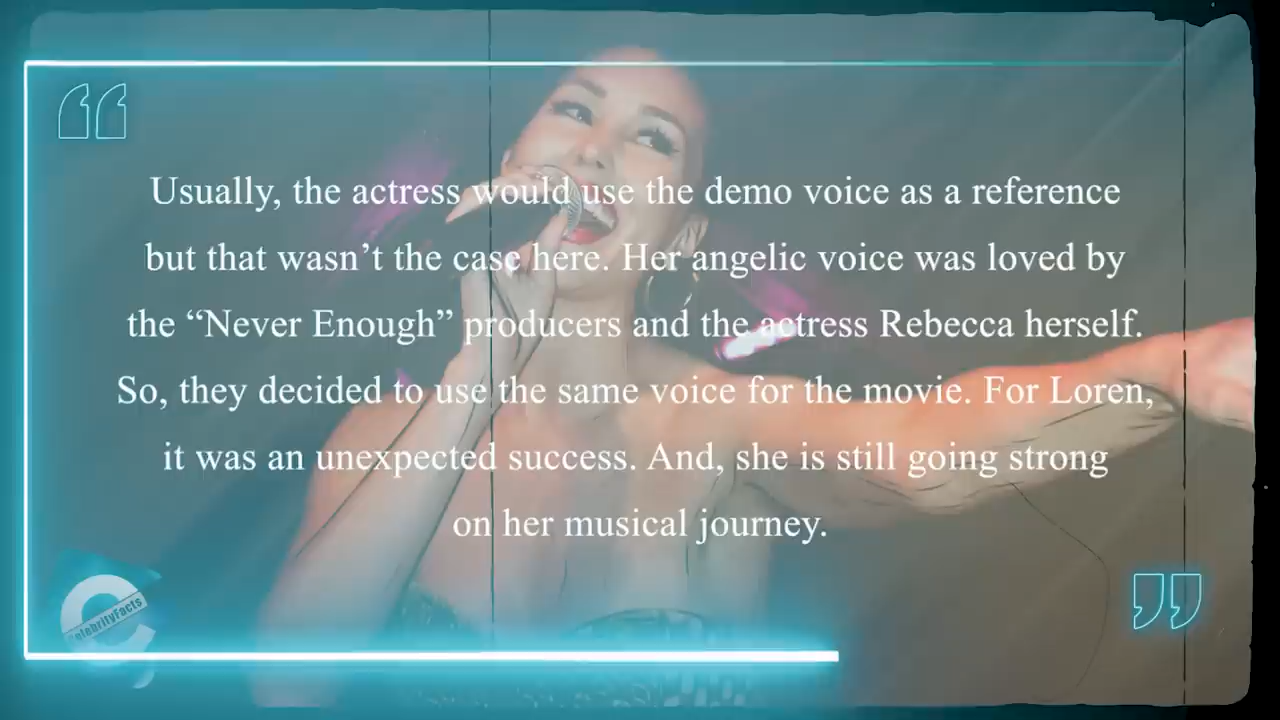 Usually, the actress would use the demo voice as a reference
but that wasn’t the case here. Her angelic voice was loved by
the “Never Enough” producers and the actress Rebecca herself.
So, they decided to use the same voice for the movie. For Loren,
it was an unexpected success. And, she is still going strong
on her musical journey.
CelebrityFacts